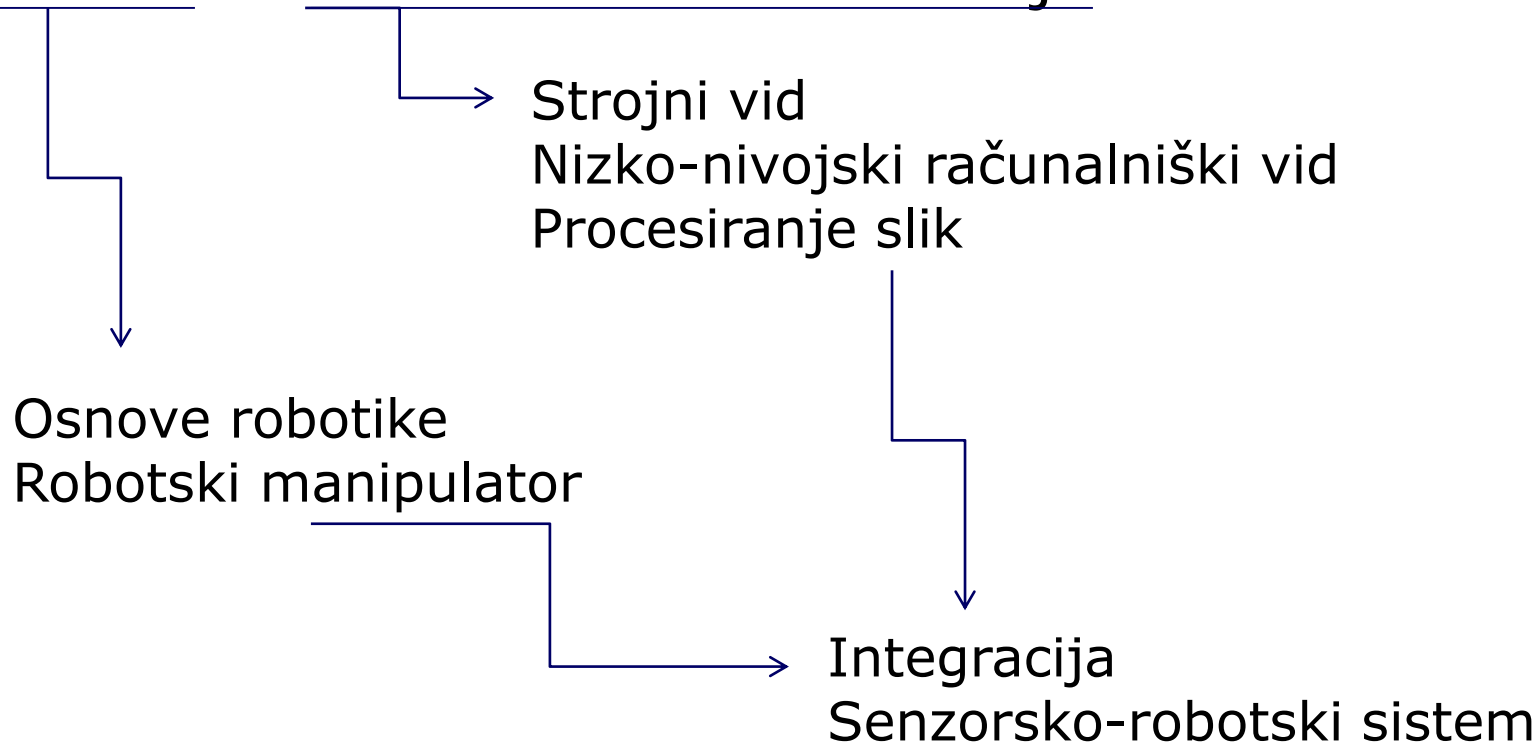 Strojni vid
Nizko-nivojski računalniški vid
Procesiranje slik
Osnove robotike
Robotski manipulator
Integracija
Senzorsko-robotski sistem